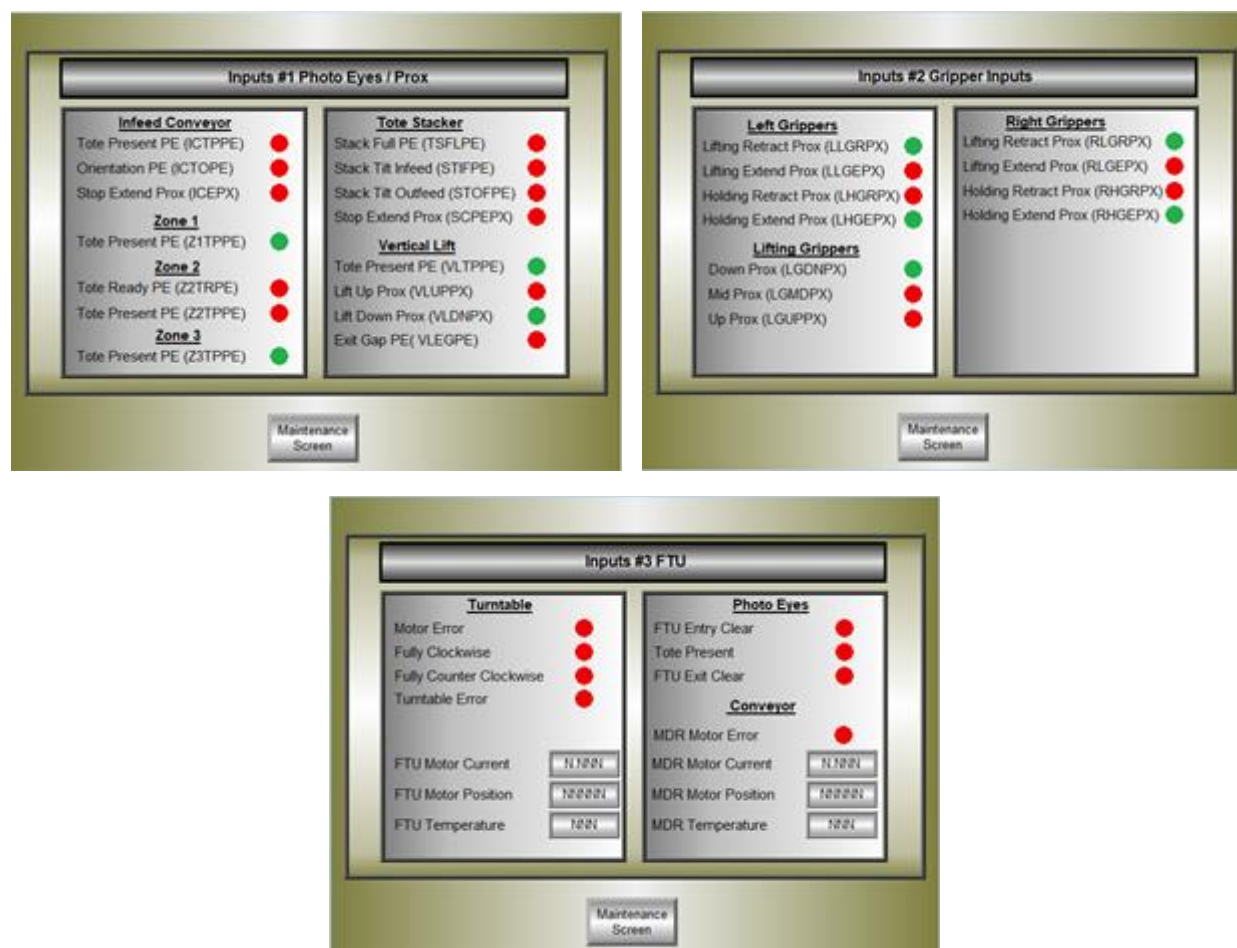 Inputs #1 Photo Eyes / Prox
Infeed Conveyor
Tote Present PE (ICTPPE)
Orientation PE (ICTOPE)
Stop Extend Prox (ICEPX)
Zone 1
Tote Present PE (Z1TPPE)
Zone 2
Tote Ready PE (Z2TRPE)
Tote Present PE (Z2TPPE)
Zone 3
Tote Present PE (Z3TPPE)
Tote Stacker
Stack Full PE (TSFLPE)
Stack Tilt Infeed (STIFPE)
Stack Tilt Outfeed (STOFPE)
Stop Extend Prox (SCPEPX)
Vertical Lift
Tote Present PE (VLTPPE)
Lift Up Prox (VLUPPX)
Lift Down Prox (VLDNPX)
Exit Gap PE( VLEGPE)
Maintenance
Screen
Inputs #2 Gripper Inputs
Left Grippers
Lifting Retract Prox (LLGRPX)
Lifting Extend Prox (LLGEPX)
Holding Retract Prox (LHGRPX)
Holding Extend Prox (LHGEPX)
Lifting Grippers
Down Prox (LGDNPX)
Mid Prox (LGMDPX)
Up Prox (LGUPPX)
Right Grippers
Lifting Retract Prox (RLGRPX)
Lifting Extend Prox (RLGEPX)
Holding Retract Prox (RHGRPX)
Holding Extend Prox (RHGEPX)
Maintenance
Screen
Inputs #3 FTU
Turntable
Motor Error
Fully Clockwise
Fully Counter Clockwise
Turntable Error
FTU Motor Current N.NNN
FTU Motor Position NNNNN
FTU Temperature NNN
Photo Eyes
FTU Entry Clear
Tote Present
FTU Exit Clear
Conveyor
MDR Motor Error
MDR Motor Current N.NNN
MDR Motor Position NNNNN
MDR Temperature NNN
Maintenance
Screen